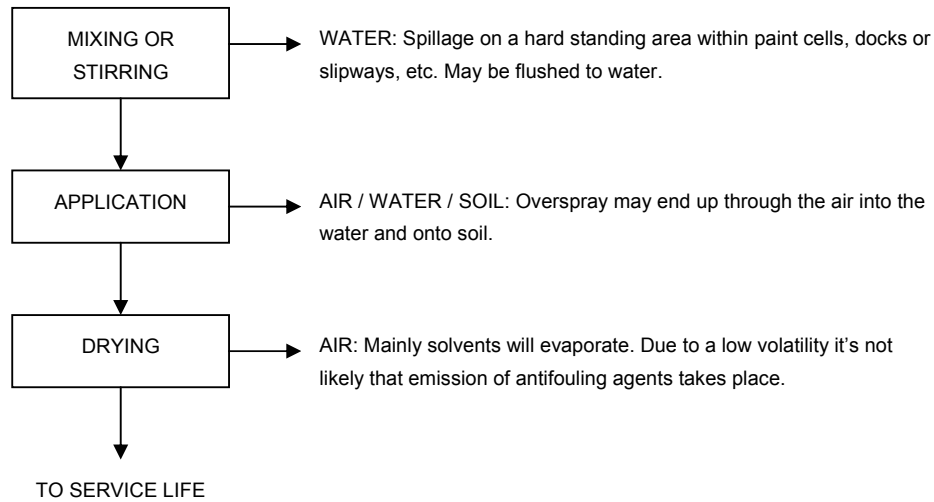 MIXING OR
STIRRING
WATER: Spillage on a hard standing area within paint cells, docks or
slipways, etc. May be flushed to water.
APPLICATION
AIR / WATER / SOIL: Overspray may end up through the air into the
water and onto soil.
DRYING
AIR: Mainly solvents will evaporate. Due to a low volatility it's not
likely that emission of antifouling agents takes place.
TO SERVICE LIFE